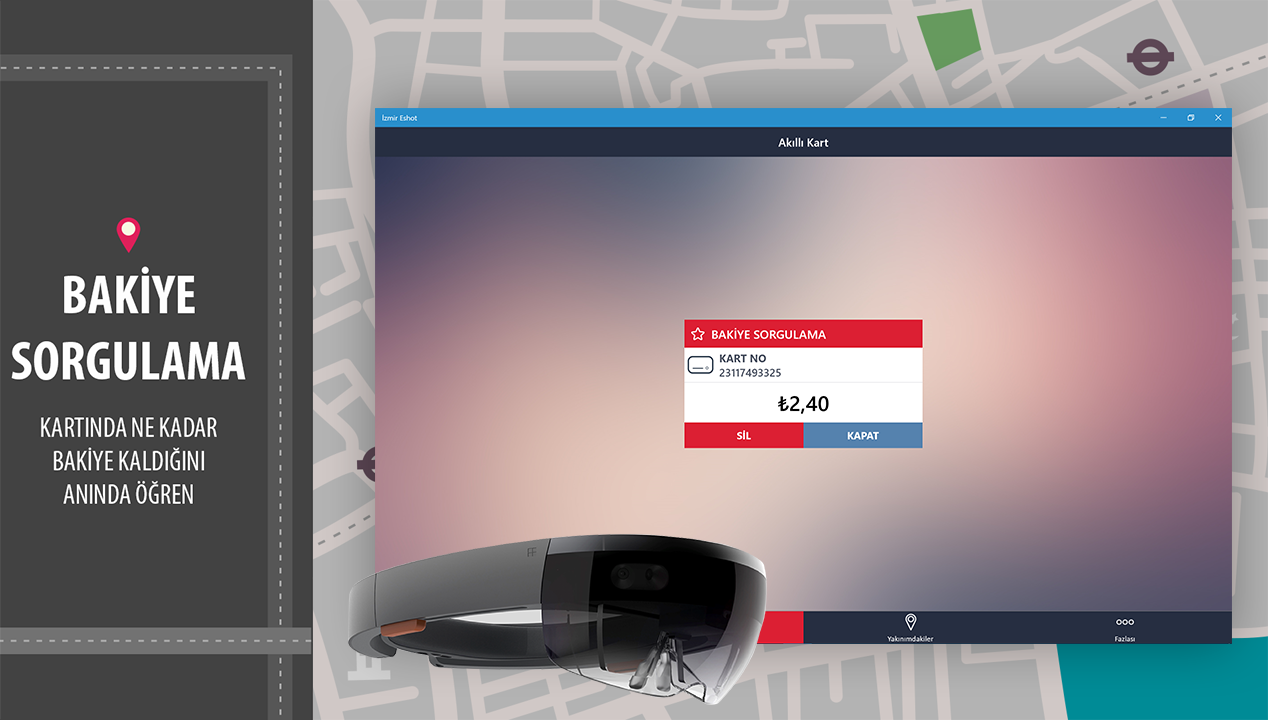 BAKİYE
SORGULAMA
KARTINDA NE KADAR
BAKİYE KALDIĞINI
ANINDA ÖĞREN
İzmir Eshot
Akıllı Kart
BAKİYE SORGULAMA
KART NO
23117493325
₺2,40
SİL
KAPAT
Yakınımdakiler
Fazlası